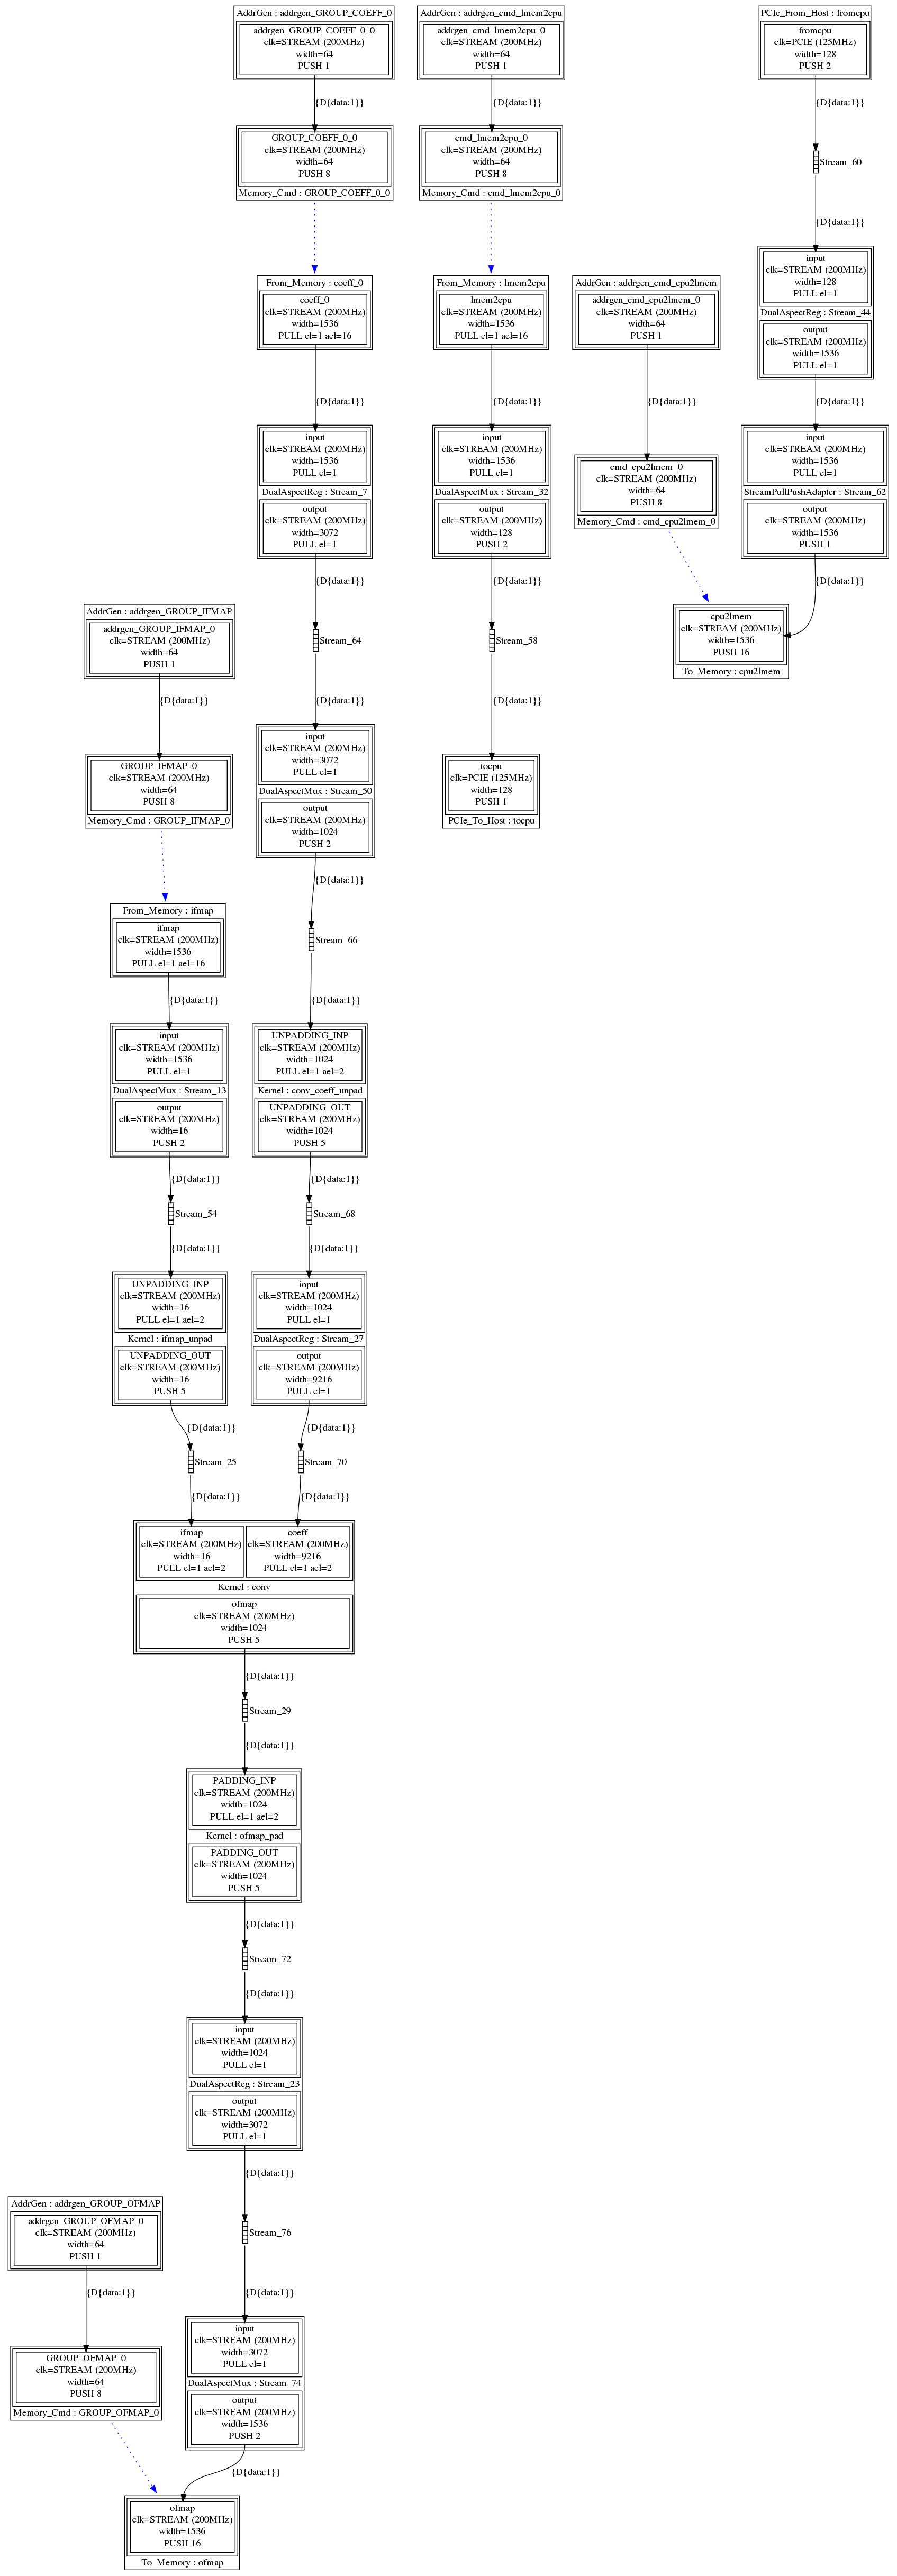 AddrGen : addrgen_GROUP_COEFF_0
addrgen_GROUP_COEFF_0_0
clk=STREAM (200MHz)
width=64
PUSH 1
{D{data:1}}
GROUP_COEFF_0_0
clk=STREAM (200MHz)
width=64
PUSH 8
Memory_Cmd : GROUP_COEFF_0_0
From_Memory : coeff_0
coeff_0
clk=STREAM (200MHz)
width=1536
PULL el=1 ael=16
{D{data:1}}
input
clk=STREAM (200MHz)
width=1536
PULL el=1
DualAspectReg : Stream_7
output
clk=STREAM (200MHz)
width=3072
PULL el=1
{D{data:1}}
Stream_64
{D{data:1}}
input
clk=STREAM (200MHz)
width=3072
PULL el=1
DualAspectMux : Stream_50
output
clk=STREAM (200MHz)
width=1024
PUSH 2
{D{data:1}}
Stream_66
{D{data:1}}
UNPADDING_INP
clk=STREAM (200MHz)
width=1024
PULL el=1 ael=2
Kernel : conv_coeff_unpad
UNPADDING_OUT
clk=STREAM (200MHz)
width=1024
PUSH 5
{D{data:1}}
Stream_68
{D{data:1}}
input
clk=STREAM (200MHz)
width=1024
PULL el=1
DualAspectReg : Stream_27
output
clk=STREAM (200MHz)
width=9216
PULL el=1
{D{data:1}}
Stream_70
{D{data:1}}
AddrGen : addrgen_cmd_lmem2cpu
addrgen_cmd_lmem2cpu_0
clk=STREAM (200MHz)
width=64
PUSH 1
{D{data:1}}
cmd_lmem2cpu_0
clk=STREAM (200MHz)
width=64
PUSH 8
Memory_Cmd : cmd_lmem2cpu_0
From_Memory : lmem2cpu
lmem2cpu
clk=STREAM (200MHz)
width=1536
PULL el=1 ael=16
{D{data:1}}
input
clk=STREAM (200MHz)
width=1536
PULL el=1
DualAspectMux : Stream_32
output
clk=STREAM (200MHz)
width=128
PUSH 2
{D{data:1}}
Stream_58
{D{data:1}}
tocpu
clk=PCIE (125MHz)
width=128
PUSH 1
PCIe_To_Host : tocpu
AddrGen : addrgen_cmd_cpu2lmem
addrgen_cmd_cpu2lmem_0
clk=STREAM (200MHz)
width=64
PUSH 1
{D{data:1}}
cmd_cpu2lmem_0
clk=STREAM (200MHz)
width=64
PUSH 8
Memory_Cmd : cmd_cpu2lmem_0
PCIe_From_Host : fromcpu
fromcpu
clk=PCIE (125MHz)
width=128
PUSH 2
{D{data:1}}
Stream_60
{D{data:1}}
input
clk=STREAM (200MHz)
width=128
PULL el=1
DualAspectReg : Stream_44
output
clk=STREAM (200MHz)
width=1536
PULL el=1
{D{data:1}}
input
clk=STREAM (200MHz)
width=1536
PULL el=1
StreamPullPushAdapter : Stream_62
output
clk=STREAM (200MHz)
width=1536
PUSH 1
{D{data:1}}
cpu2lmem
clk=STREAM (200MHz)
width=1536
PUSH 16
To_Memory : cpu2lmem
AddrGen : addrgen_GROUP_IFMAP
addrgen_GROUP_IFMAP_0
clk=STREAM (200MHz)
width=64
PUSH 1
{D{data:1}}
GROUP_IFMAP_0
clk=STREAM (200MHz)
width=64
PUSH 8
Memory_Cmd : GROUP_IFMAP_0
From_Memory : ifmap
ifmap
clk=STREAM (200MHz)
width=1536
PULL el=1 ael=16
{D{data:1}}
input
clk=STREAM (200MHz)
width=1536
PULL el=1
DualAspectMux : Stream_13
output
clk=STREAM (200MHz)
width=16
PUSH 2
{D{data:1}}
Stream_54
{D{data:1}}
UNPADDING_INP
clk=STREAM (200MHz)
width=16
PULL el=1 ael=2
Kernel : ifmap_unpad
UNPADDING_OUT
clk=STREAM (200MHz)
width=16
PUSH 5
{D{data:1}}
Stream_25
{D{data:1}}
ifmap
clk=STREAM (200MHz)
width=16
PULL el=1 ael=2
coeff
clk=STREAM (200MHz)
width=9216
PULL el=1 ael=2
Kernel : conv
ofmap
clk=STREAM (200MHz)
width=1024
PUSH 5
{D{data:1}}
Stream_29
{D{data:1}}
PADDING_INP
clk=STREAM (200MHz)
width=1024
PULL el=1 ael=2
Kernel : ofmap_pad
PADDING_OUT
clk=STREAM (200MHz)
width=1024
PUSH 5
{D{data:1}}
Stream_72
{D{data:1}}
input
clk=STREAM (200MHz)
width=1024
PULL el=1
DualAspectReg : Stream_23
output
clk=STREAM (200MHz)
width=3072
PULL el=1
{D{data:1}}
Stream_76
{D{data:1}}
input
clk=STREAM (200MHz)
width=3072
PULL el=1
DualAspectMux : Stream_74
output
clk=STREAM (200MHz)
width=1536
PUSH 2
{D{data:1}}
AddrGen : addrgen_GROUP_OFMAP
addrgen_GROUP_OFMAP_0
clk=STREAM (200MHz)
width=64
PUSH 1
{D{data:1}}
GROUP_OFMAP_0
clk=STREAM (200MHz)
width=64
PUSH 8
Memory_Cmd : GROUP_OFMAP_0
ofmap
clk=STREAM (200MHz)
width=1536
PUSH 16
To_Memory : ofmap